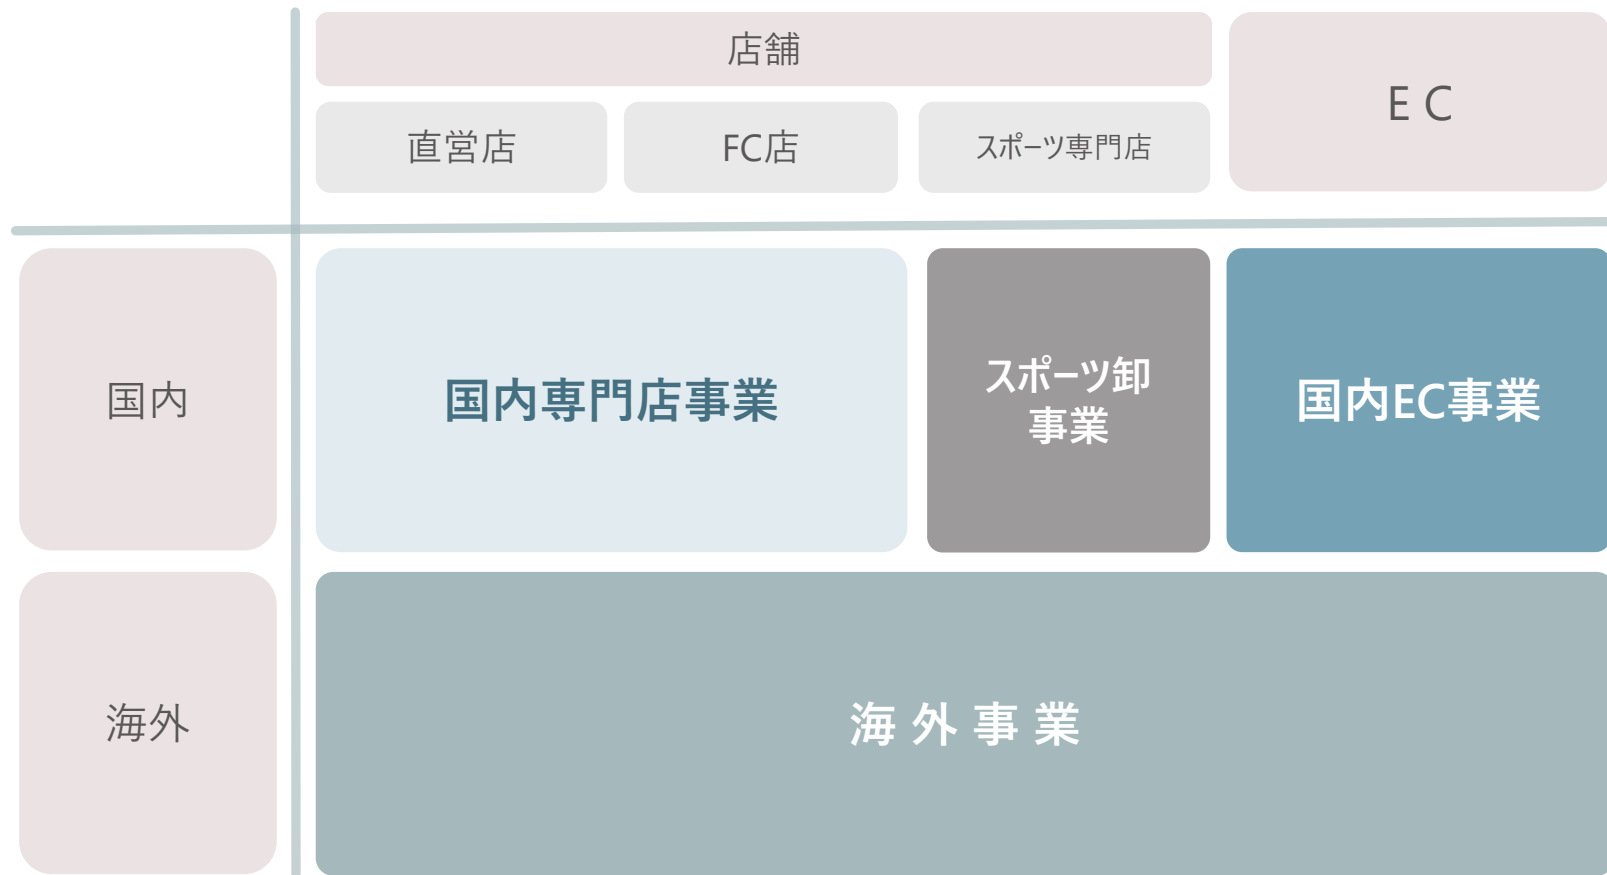 店舗
EC
直営店
FC店
スポーツ専門店
国内
国内専門店事業
スポーツ卸
事業
国内EC事業
海外
海外事業